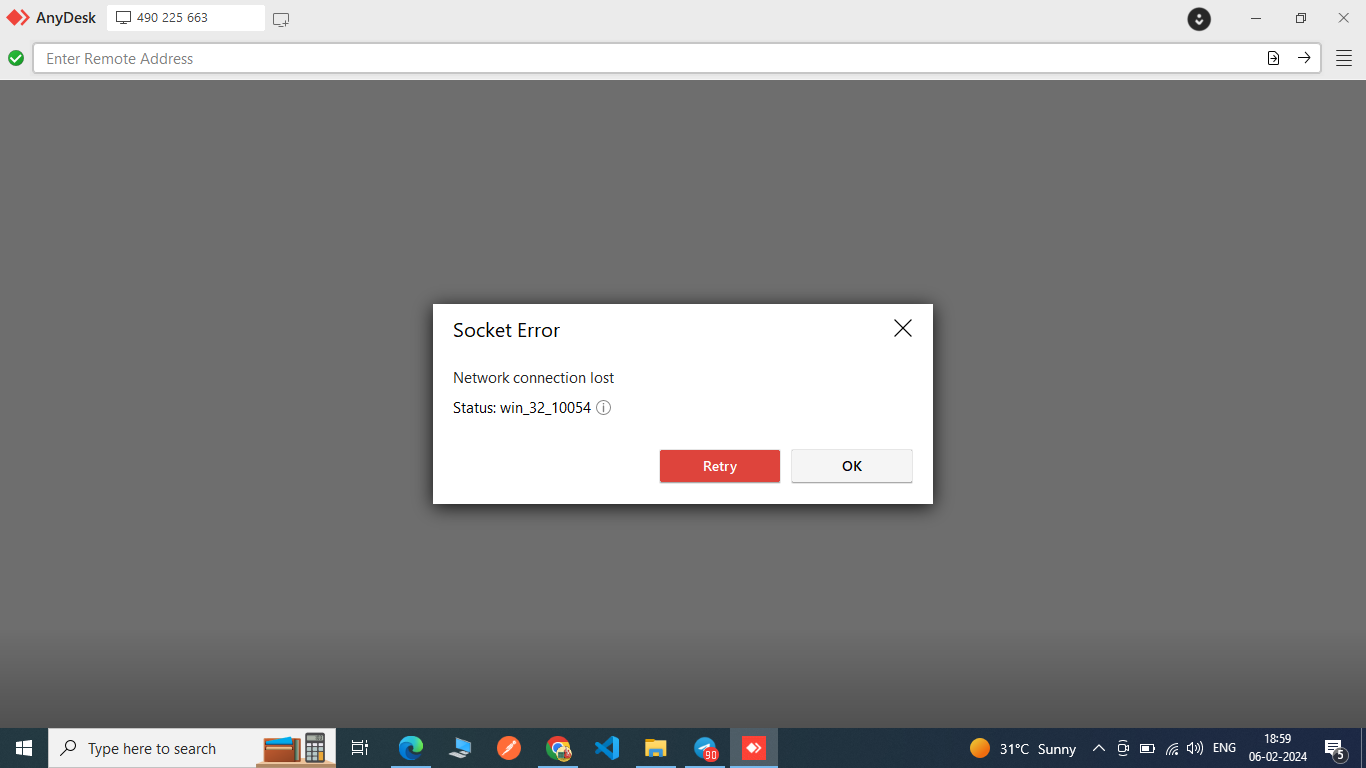 AnyDesk
490 225 663
Enter Remote Address
Socket Error
Network connection lost
Status: win_32_10054
Retry
OK
Type here to search
90
31°C Sunny
ENG
18:59
06-02-2024
5